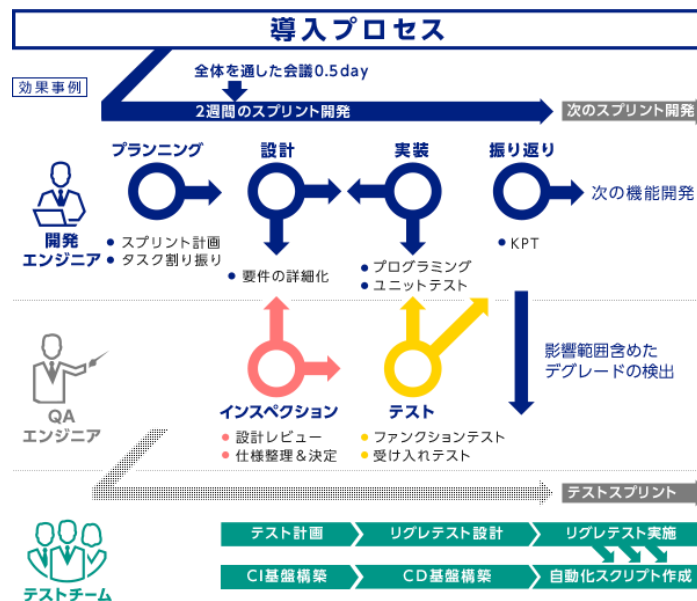 導入プロセス
全体を通した会議0.5day
効果事例
2週間のスプリント開発
次のスプリント開発
プランニング
設計
実装
振り返り
次の機能開発
開発
エンジニア
● スプリント計画
● タスク割り振り
● 要件の詳細化
● プログラミング
● ユニットテスト
● KPT
影響範囲含めた
デグレードの検出
QA
エンジニア
インスペクション
● 設計レビュー
● 仕様整理&決定
テスト
● ファンクションテスト
● 受け入れテスト
テストスプリント
テスト計画
リグレテスト設計
リグレテスト実施
CI基盤構築
CD基盤構築
自動化スクリプト作成
テストチーム